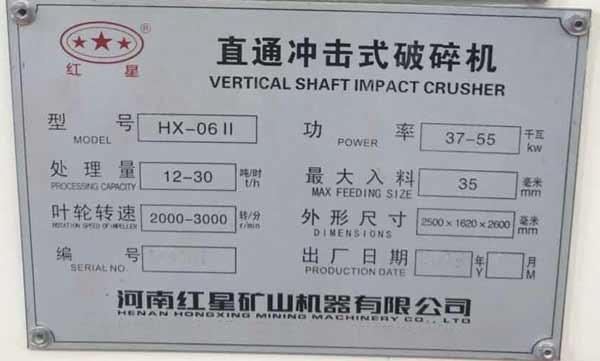 ®
红 星
直通冲击式破碎机
VERTICAL SHAFT IMPACT CRUSHER
型 号 HX-06 II
MODEL
功 率 37-55 千瓦
POWER kw
处 理 量 12-30 吨/时
PROCESSING CAPACITY t/h
最 大 入 料 35 毫米
MAX FEEDING SIZE mm
叶轮转速 2000-3000 转/分
ROTATION SPEED OF IMPELLER r/min
外 形 尺 寸 2500×1620×2600 毫米
DIMENSIONS mm
编 号
SERIAL NO.
出 厂 日 期 年 月
PRODUCTION DATE Y M
河南红星矿山机器有限公司
HENAN HONGXING MINING MACHINERY CO., LTD